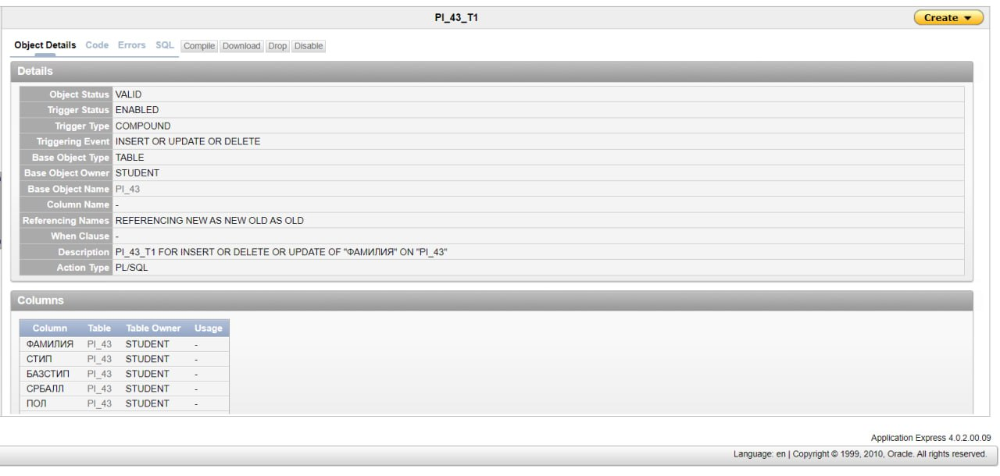 PI_43_T1
Create
Object Details Code Errors SQL Compile Download Drop Disable
Details
Object Status VALID
Trigger Status ENABLED
Trigger Type COMPOUND
Triggering Event INSERT OR UPDATE OR DELETE
Base Object Type TABLE
Base Object Owner STUDENT
Base Object Name PI_43
Column Name -
Referencing Names REFERENCING NEW AS NEW OLD AS OLD
When Clause -
Description PI_43_T1 FOR INSERT OR DELETE OR UPDATE OF "ФАМИЛИЯ" ON "PI_43"
Action Type PL/SQL
Columns
Column Table Table Owner Usage
ФАМИЛИЯ PI_43 STUDENT -
СТИП PI_43 STUDENT -
БАЗСТИП PI_43 STUDENT -
СРБАЛЛ PI_43 STUDENT -
ПОЛ PI_43 STUDENT -
Application Express 4.0.2.00.09
Language: en | Copyright © 1999, 2010, Oracle. All rights reserved.